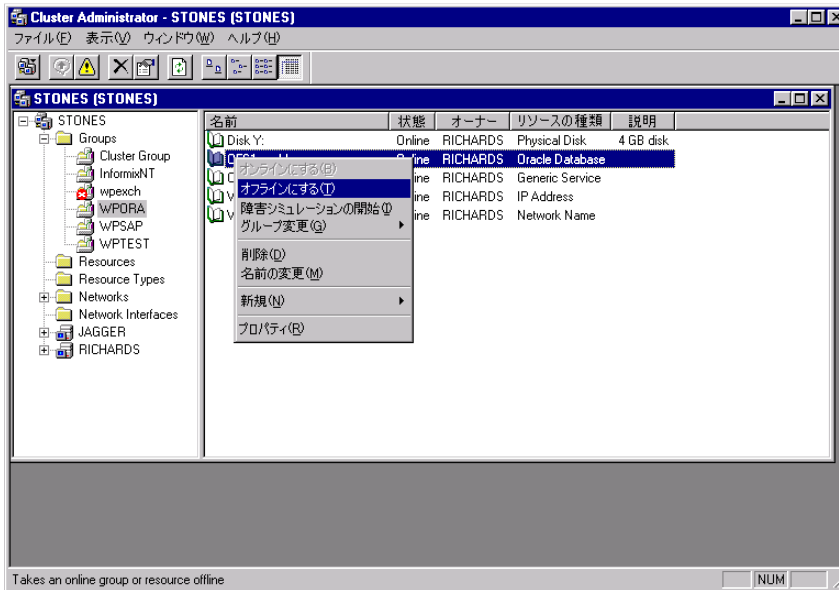 Cluster Administrator - STONES (STONES)
ファイル(F) 表示(V) ウィンドウ(W) ヘルプ(H)
STONES (STONES)
STONES
Groups
Cluster Group
InformixNT
wpexch
WPORA
WPSAP
WPTEST
Resources
Resource Types
Networks
Network Interfaces
JAGGER
RICHARDS
名前 状態 オーナー リソースの種類 説明
Disk Y: Online RICHARDS Physical Disk 4 GB disk
RICHARDS Oracle Database
RICHARDS Generic Service
RICHARDS IP Address
RICHARDS Network Name
オンラインにする(B)
オフラインにする(T)
障害シミュレーションの開始(I)
グループ変更(G)
削除(D)
名前の変更(M)
新規(N)
プロパティ(R)
Takes an online group or resource offline
NUM